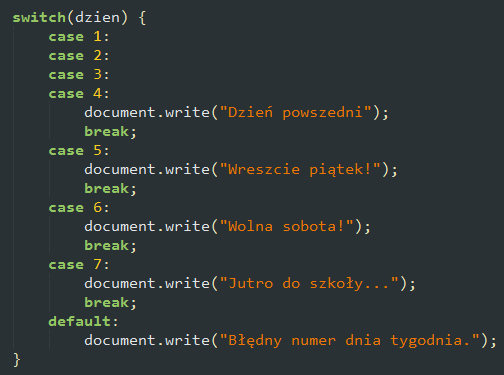 switch(dzien) {
    case 1:
    case 2:
    case 3:
    case 4:
        document.write("Dzień powszedni");
        break;
    case 5:
        document.write("Wreszcie piątek!");
        break;
    case 6:
        document.write("Wolna sobota!");
        break;
    case 7:
        document.write("Jutro do szkoły...");
        break;
    default:
        document.write("Błędny numer dnia tygodnia.");
}